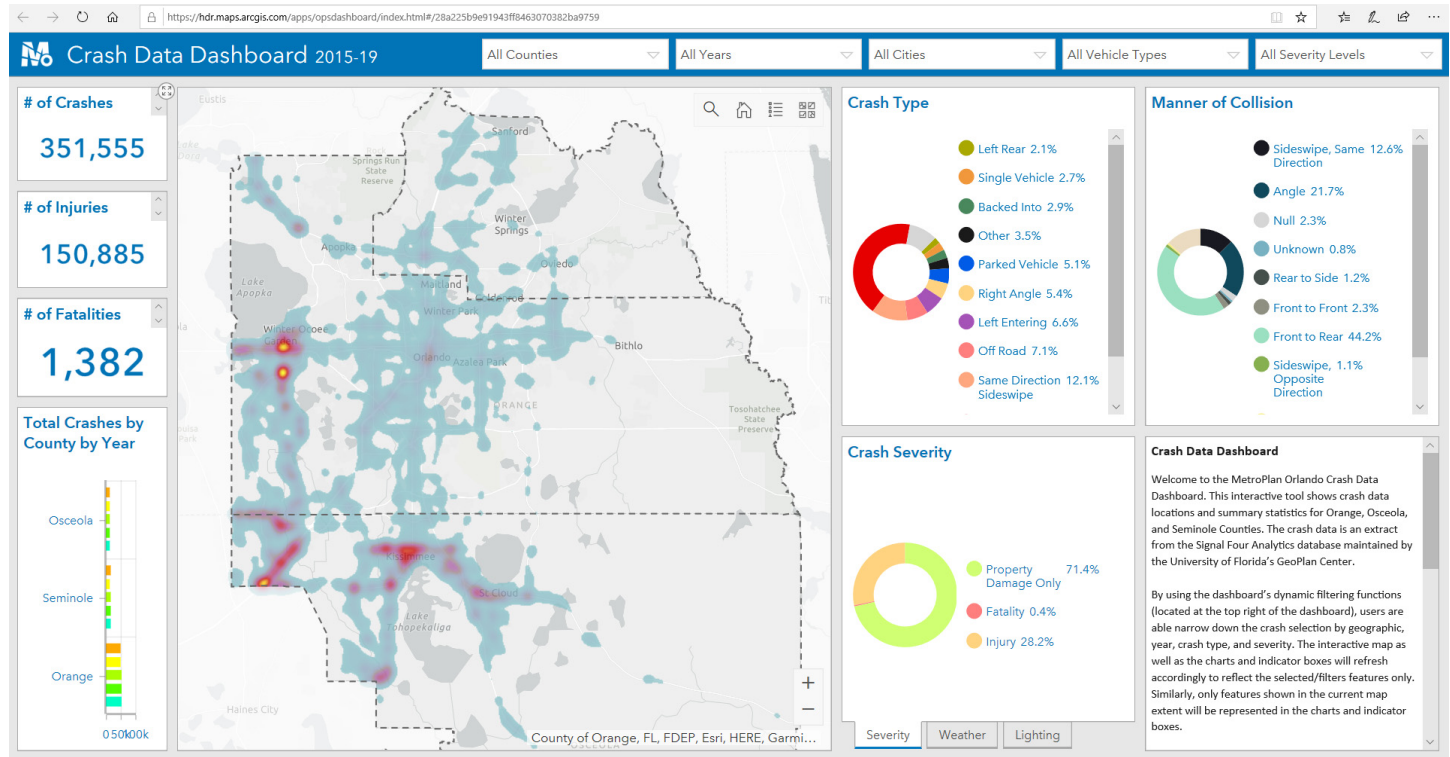 https://hdr.maps.arcgis.com/apps/opsdashboard/index.html#/28a225b9e91943ff8463070382ba9759
Crash Data Dashboard 2015-19
All Counties
All Years
All Cities
All Vehicle Types
All Severity Levels
# of Crashes
351,555
# of Injuries
150,885
# of Fatalities
1,382
Total Crashes by
County by Year
Osceola
Seminole
Orange
0 50k 100k
Eustis
Lake
Dora
Rock
Springs Run
State
Reserve
Sanford
Winter
Springs
Apopka
Oviedo
Lake
Apopka
Maitland
Goldenrod
Winter Park
Winter
Garden
Ocoee
Orlando
Azalea Park
Bithlo
ORANGE
Tosohatchee
State
Preserve
Kissimmee
St Cloud
Lake
Tohopekaliga
Haines City
OSCEOLA
County of Orange, FL, FDEP, Esri, HERE, Garmi...
Crash Type
Left Rear 2.1%
Single Vehicle 2.7%
Backed Into 2.9%
Other 3.5%
Parked Vehicle 5.1%
Right Angle 5.4%
Left Entering 6.6%
Off Road 7.1%
Same Direction 12.1%
Sideswipe
Manner of Collision
Sideswipe, Same 12.6%
Direction
Angle 21.7%
Null 2.3%
Unknown 0.8%
Rear to Side 1.2%
Front to Front 2.3%
Front to Rear 44.2%
Sideswipe, 1.1%
Opposite
Direction
Crash Severity
Property 71.4%
Damage Only
Fatality 0.4%
Injury 28.2%
Severity
Weather
Lighting
Crash Data Dashboard
Welcome to the MetroPlan Orlando Crash Data
Dashboard. This interactive tool shows crash data
locations and summary statistics for Orange, Osceola,
and Seminole Counties. The crash data is an extract
from the Signal Four Analytics database maintained by
the University of Florida's GeoPlan Center.
By using the dashboard's dynamic filtering functions
(located at the top right of the dashboard), users are
able narrow down the crash selection by geographic,
year, crash type, and severity. The interactive map as
well as the charts and indicator boxes will refresh
accordingly to reflect the selected/filters features only.
Similarly, only features shown in the current map
extent will be represented in the charts and indicator
boxes.